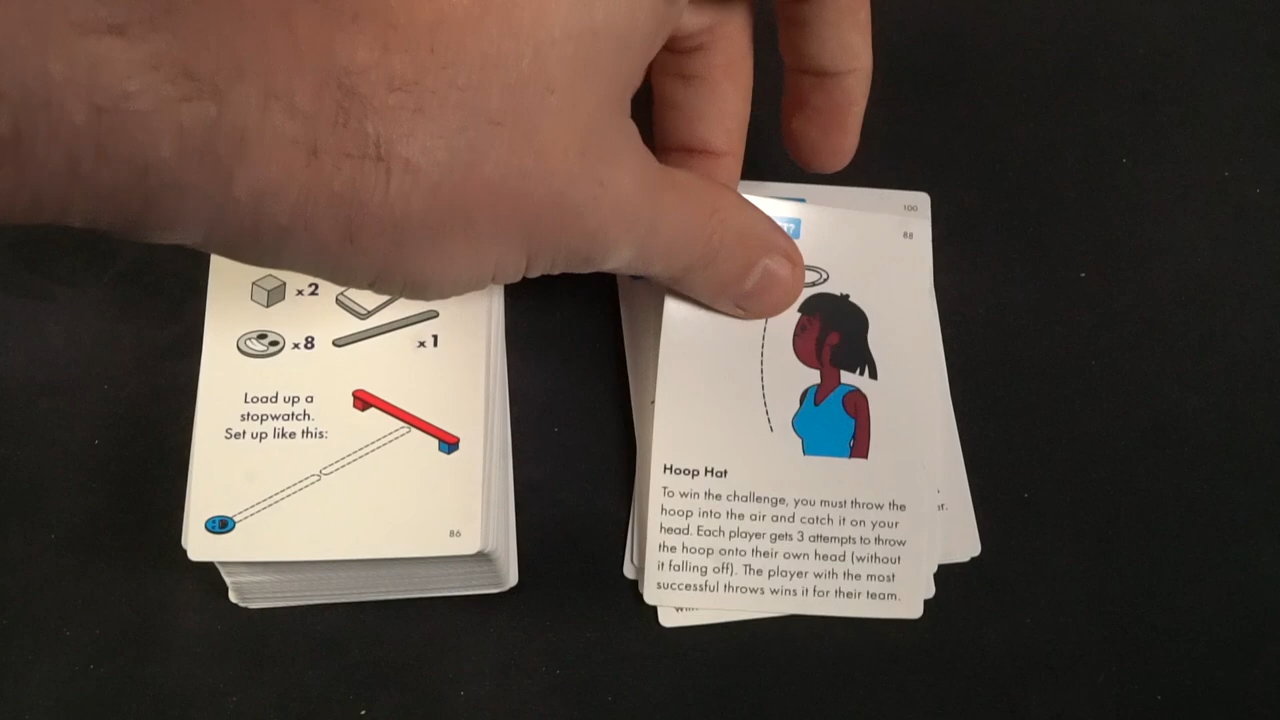 x2
x8
x1
Load up a
stopwatch.
Set up like this:
86
100
88
Hoop Hat
To win the challenge, you must throw the
hoop into the air and catch it on your
head. Each player gets 3 attempts to throw
the hoop onto their own head (without
it falling off). The player with the most
successful throws wins it for their team.